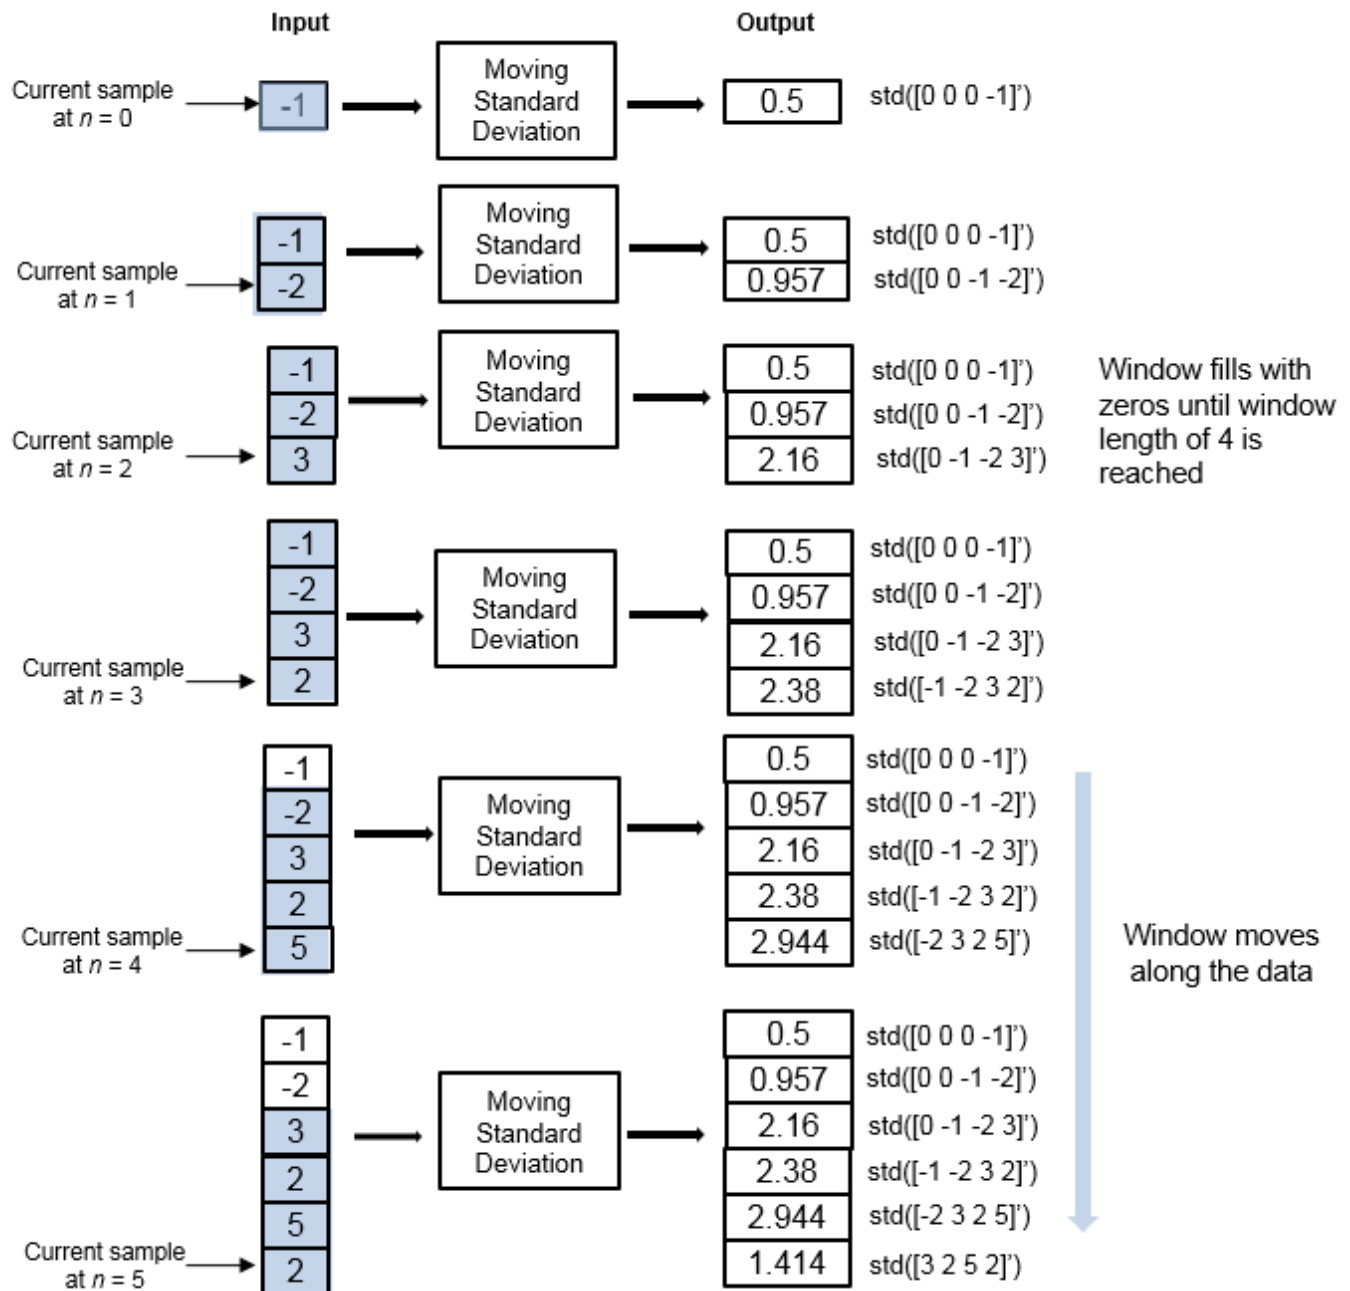 Input
Output
Current sample
at n = 0
-1
Moving
Standard
Deviation
0.5
std([0 0 0 -1]')
Current sample
at n = 1
-1
-2
Moving
Standard
Deviation
0.5
0.957
std([0 0 0 -1]')
std([0 0 -1 -2]')
Current sample
at n = 2
-1
-2
3
Moving
Standard
Deviation
0.5
0.957
2.16
std([0 0 0 -1]')
std([0 0 -1 -2]')
std([0 -1 -2 3]')
Window fills with
zeros until window
length of 4 is
reached
Current sample
at n = 3
-1
-2
3
2
Moving
Standard
Deviation
0.5
0.957
2.16
2.38
std([0 0 0 -1]')
std([0 0 -1 -2]')
std([0 -1 -2 3]')
std([-1 -2 3 2]')
Current sample
at n = 4
-1
-2
3
2
5
Moving
Standard
Deviation
0.5
0.957
2.16
2.38
2.944
std([0 0 0 -1]')
std([0 0 -1 -2]')
std([0 -1 -2 3]')
std([-1 -2 3 2]')
std([-2 3 2 5]')
Window moves
along the data
Current sample
at n = 5
-1
-2
3
2
5
2
Moving
Standard
Deviation
0.5
0.957
2.16
2.38
2.944
1.414
std([0 0 0 -1]')
std([0 0 -1 -2]')
std([0 -1 -2 3]')
std([-1 -2 3 2]')
std([-2 3 2 5]')
std([3 2 5 2]')